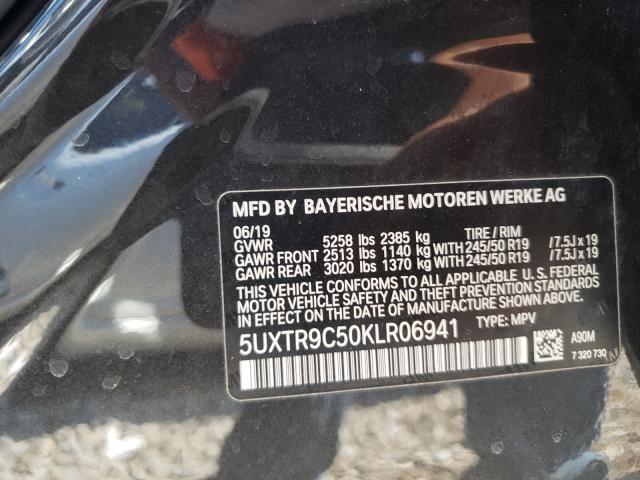 MFD BY BAYERISCHE MOTOREN WERKE AG
06/19 TIRE / RIM
GVWR 5258 lbs 2385 kg
GAWR FRONT 2513 lbs 1140 kg WITH 245/50 R19 /7.5J x 19
GAWR REAR 3020 lbs 1370 kg WITH 245/50 R19 /7.5J x 19
THIS VEHICLE CONFORMS TO ALL APPLICABLE U. S. FEDERAL
MOTOR VEHICLE SAFETY AND THEFT PREVENTION STANDARDS
IN EFFECT ON THE DATE OF MANUFACTURE SHOWN ABOVE.
5UXTR9C50KLR06941 TYPE: MPV
A90M
7 320 730